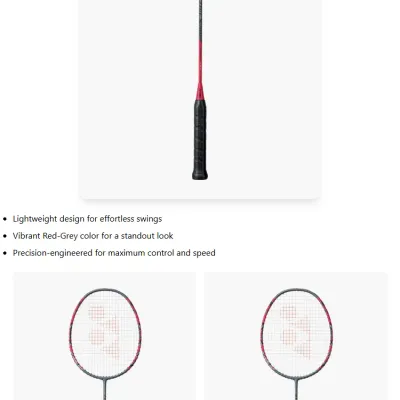 Lightweight design for effortless swings
Vibrant Red-Grey color for a standout look
Precision-engineered for maximum control and speed